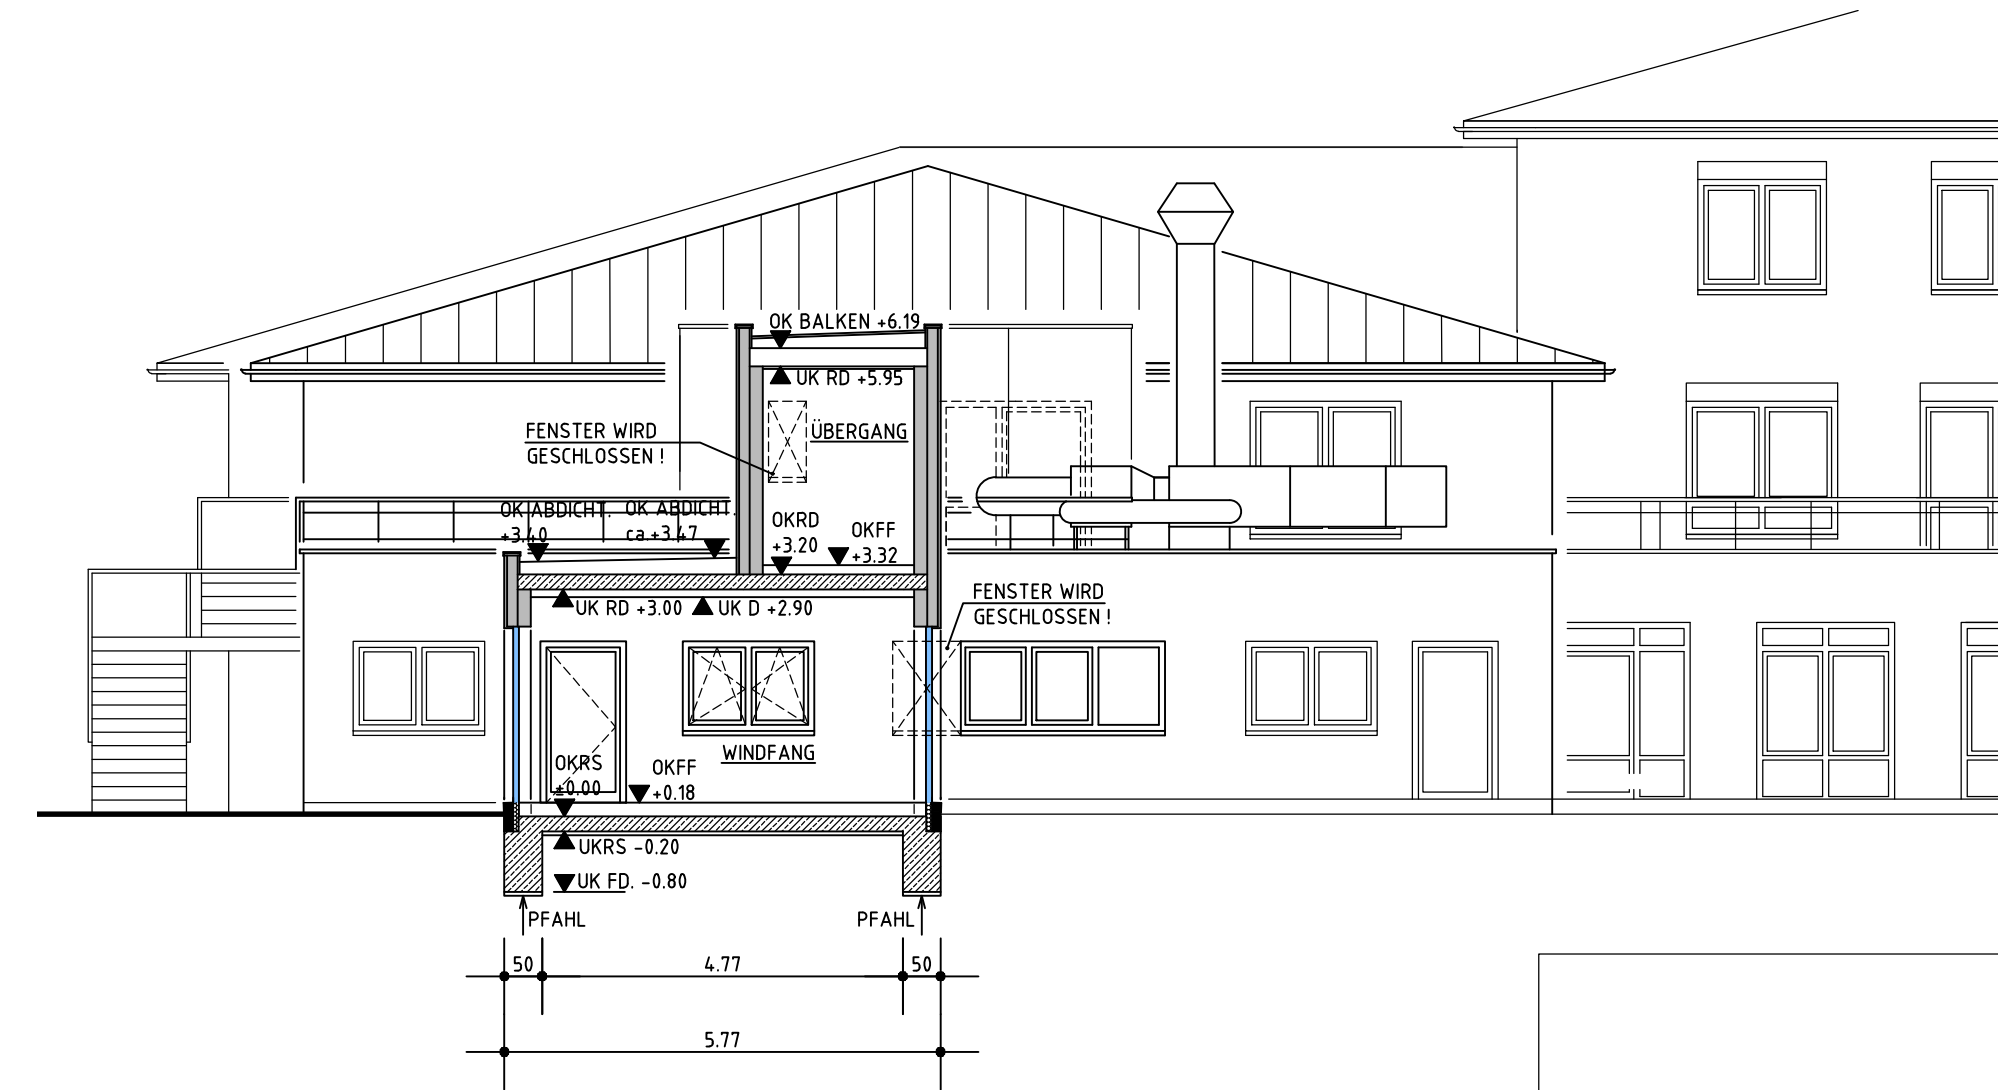 OK BALKEN +6.19
UK RD +5.95
FENSTER WIRD
GESCHLOSSEN !
ÜBERGANG
OK ABDICHT.
+3.40
OK ABDICHT.
ca.+3.47
OKRD
+3.20
OKFF
+3.32
UK RD +3.00
UK D +2.90
FENSTER WIRD
GESCHLOSSEN !
WINDFANG
OKRS
±0.00
OKFF
+0.18
UKRS -0.20
UK FD. -0.80
PFAHL
PFAHL
50
4.77
50
5.77